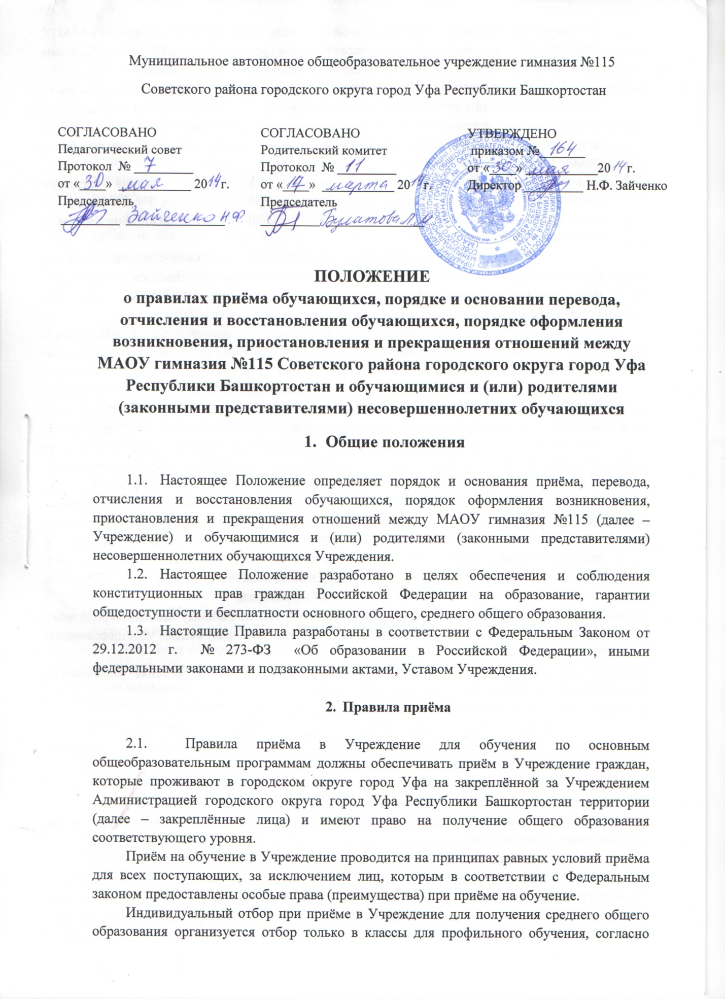 Муниципальное автономное общеобразовательное учреждение гимназия №115
Советского района городского округа город Уфа Республики Башкортостан
СОГЛАСОВАНО
Педагогический совет
Протокол № 7
от «30» мая 2014г.
Председатель
Зайченко Н.Ф.
СОГЛАСОВАНО
Родительский комитет
Протокол № 11
от «17» марта 2014 г.
Председатель
Булатова Л.М
УТВЕРЖДЕНО
приказом № 164
от «30» мая 2014 г.
Директор Н.Ф. Зайченко
ПОЛОЖЕНИЕ
о правилах приёма обучающихся, порядке и основании перевода,
отчисления и восстановления обучающихся, порядке оформления
возникновения, приостановления и прекращения отношений между
МАОУ гимназия №115 Советского района городского округа город Уфа
Республики Башкортостан и обучающимися и (или) родителями
(законными представителями) несовершеннолетних обучающихся
1. Общие положения
1.1. Настоящее Положение определяет порядок и основания приёма, перевода,
отчисления и восстановления обучающихся, порядок оформления возникновения,
приостановления и прекращения отношений между МАОУ гимназия №115 (далее –
Учреждение) и обучающимися и (или) родителями (законными представителями)
несовершеннолетних обучающихся Учреждения.
1.2. Настоящее Положение разработано в целях обеспечения и соблюдения
конституционных прав граждан Российской Федерации на образование, гарантии
общедоступности и бесплатности основного общего, среднего общего образования.
1.3. Настоящие Правила разработаны в соответствии с Федеральным Законом от
29.12.2012 г. № 273-ФЗ «Об образовании в Российской Федерации», иными
федеральными законами и подзаконными актами, Уставом Учреждения.
2. Правила приёма
2.1. Правила приёма в Учреждение для обучения по основным
общеобразовательным программам должны обеспечивать приём в Учреждение граждан,
которые проживают в городском округе город Уфа на закреплённой за Учреждением
Администрацией городского округа город Уфа Республики Башкортостан территории
(далее – закреплённые лица) и имеют право на получение общего образования
соответствующего уровня.
Приём на обучение в Учреждение проводится на принципах равных условий приёма
для всех поступающих, за исключением лиц, которым в соответствии с Федеральным
законом предоставлены особые права (преимущества) при приёме на обучение.
Индивидуальный отбор при приёме в Учреждение для получения среднего общего
образования организуется отбор только в классы для профильного обучения, согласно